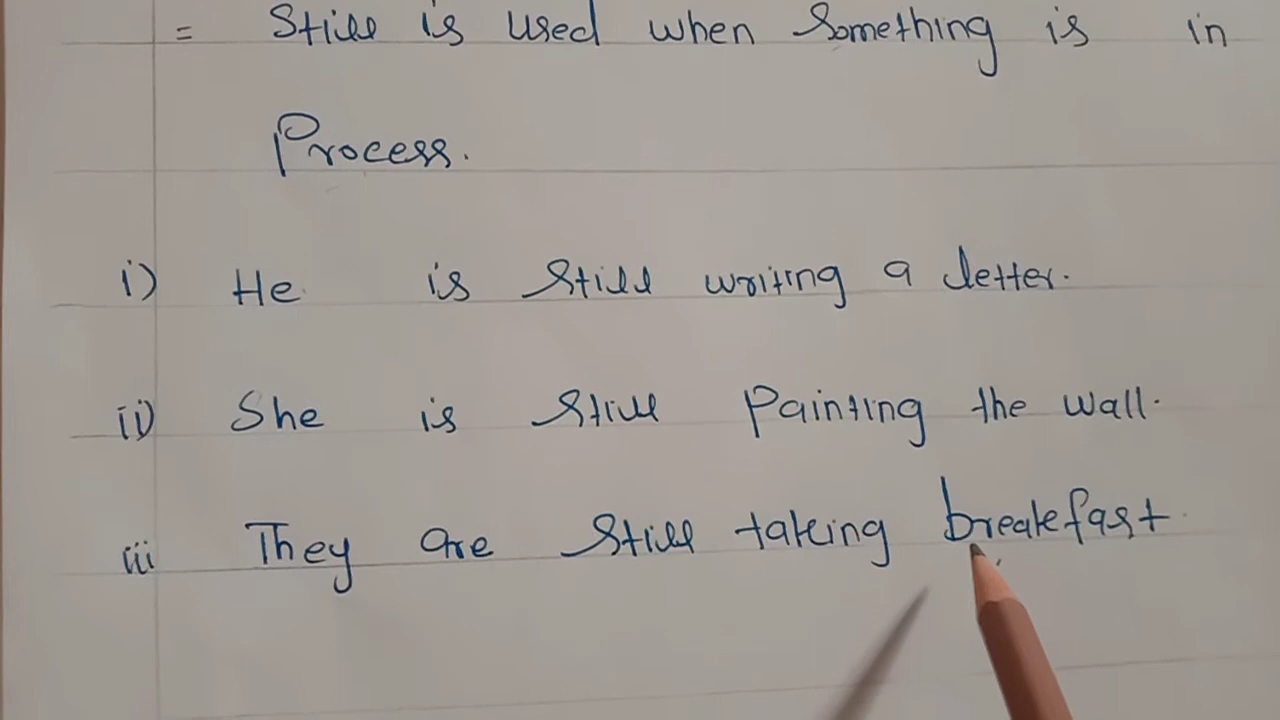 = Still is used when something is in
Process.
i) He is still writing a letter.
ii) She is still Painting the wall.
iii They are still taking breakfast.